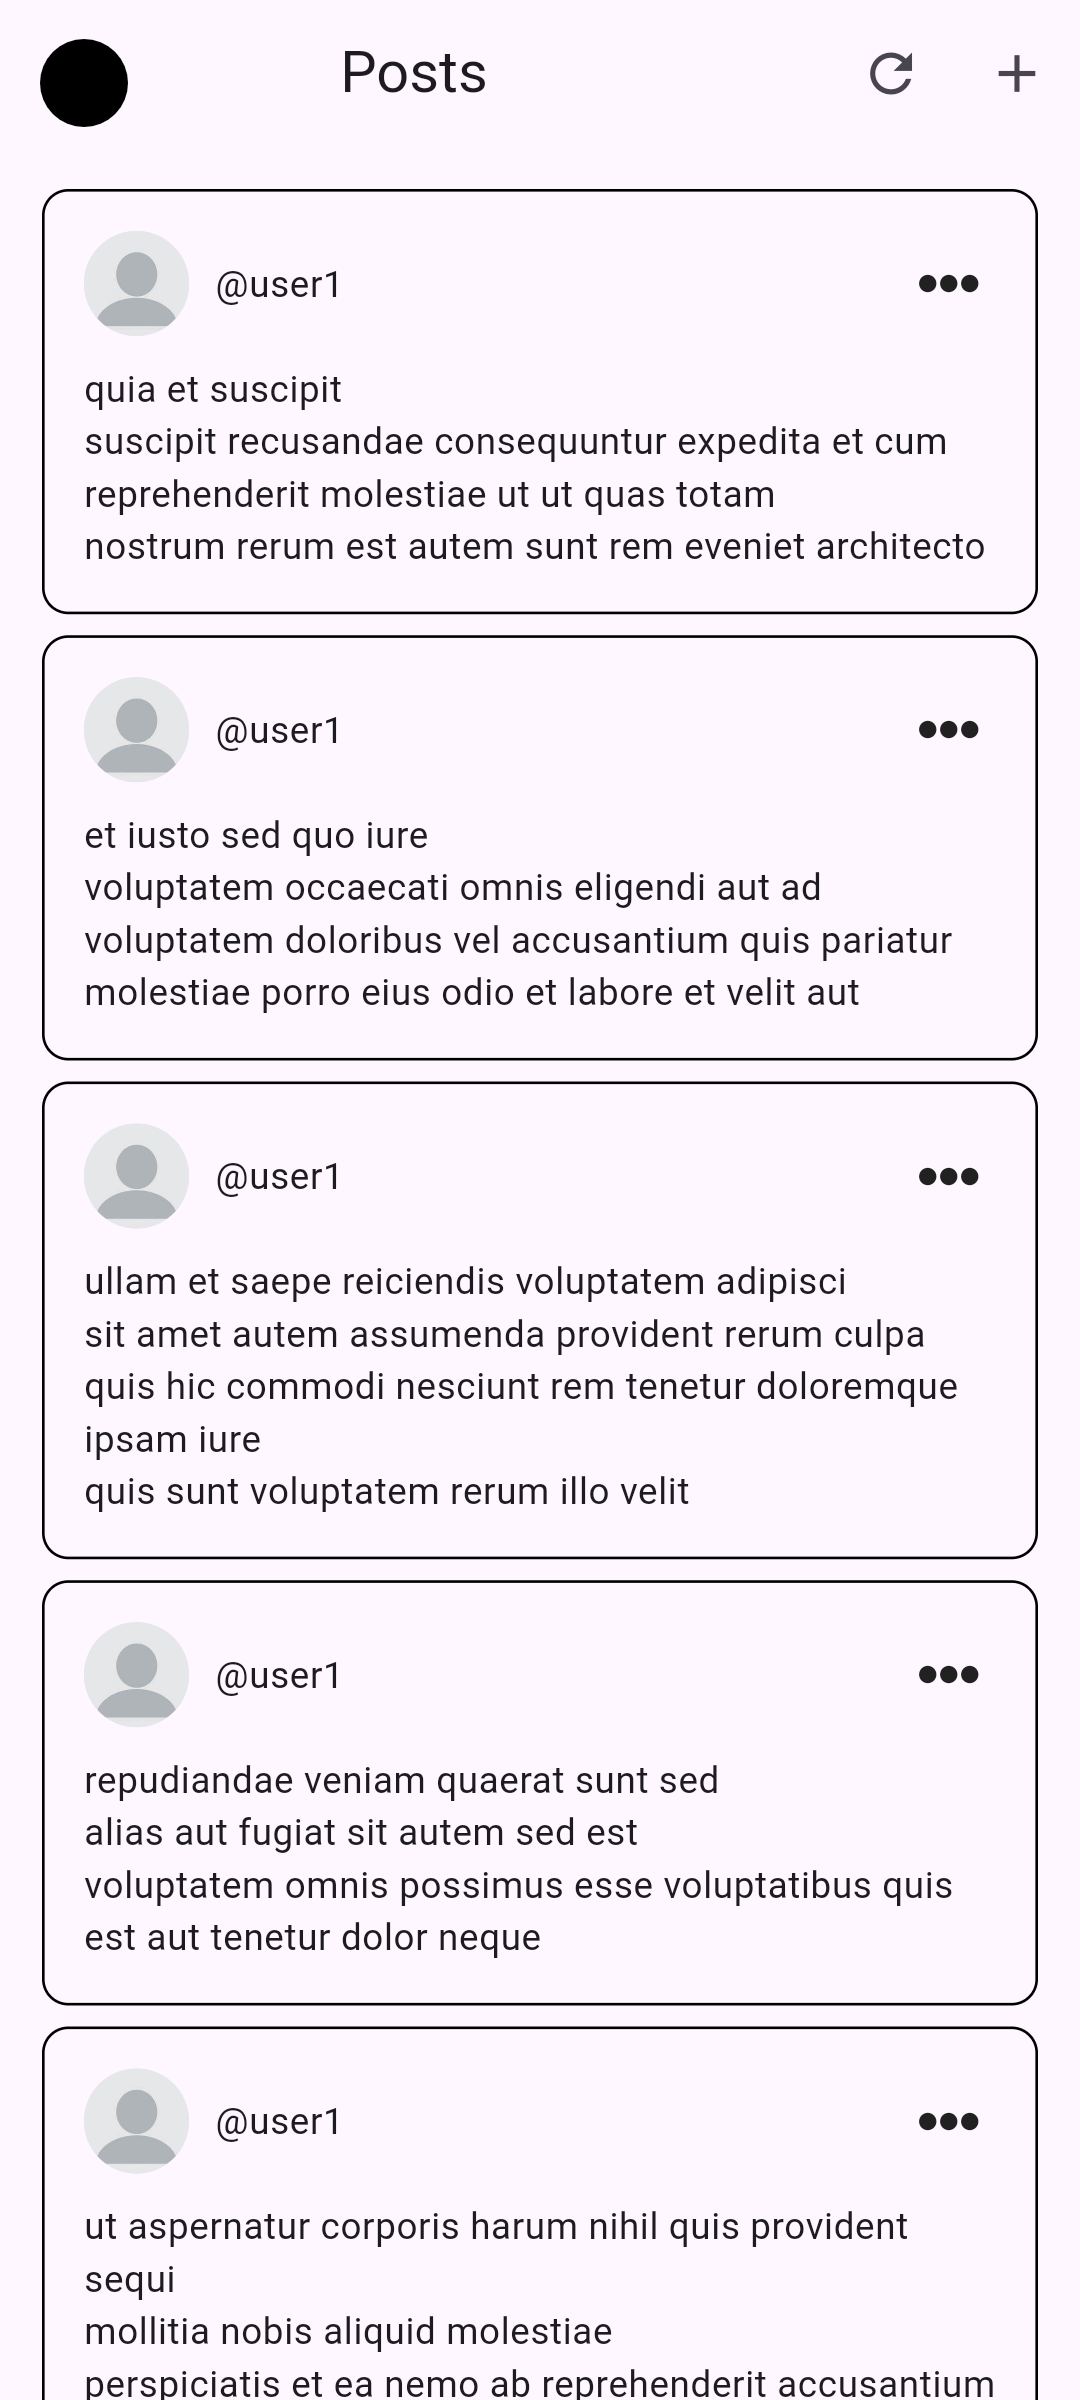 Posts
@user1
quia et suscipit
suscipit recusandae consequuntur expedita et cum
reprehenderit molestiae ut ut quas totam
nostrum rerum est autem sunt rem eveniet architecto
@user1
et iusto sed quo iure
voluptatem occaecati omnis eligendi aut ad
voluptatem doloribus vel accusantium quis pariatur
molestiae porro eius odio et labore et velit aut
@user1
ullam et saepe reiciendis voluptatem adipisci
sit amet autem assumenda provident rerum culpa
quis hic commodi nesciunt rem tenetur doloremque
ipsam iure
quis sunt voluptatem rerum illo velit
@user1
repudiandae veniam quaerat sunt sed
alias aut fugiat sit autem sed est
voluptatem omnis possimus esse voluptatibus quis
est aut tenetur dolor neque
@user1
ut aspernatur corporis harum nihil quis provident
sequi
mollitia nobis aliquid molestiae
perspiciatis et ea nemo ab reprehenderit accusantium